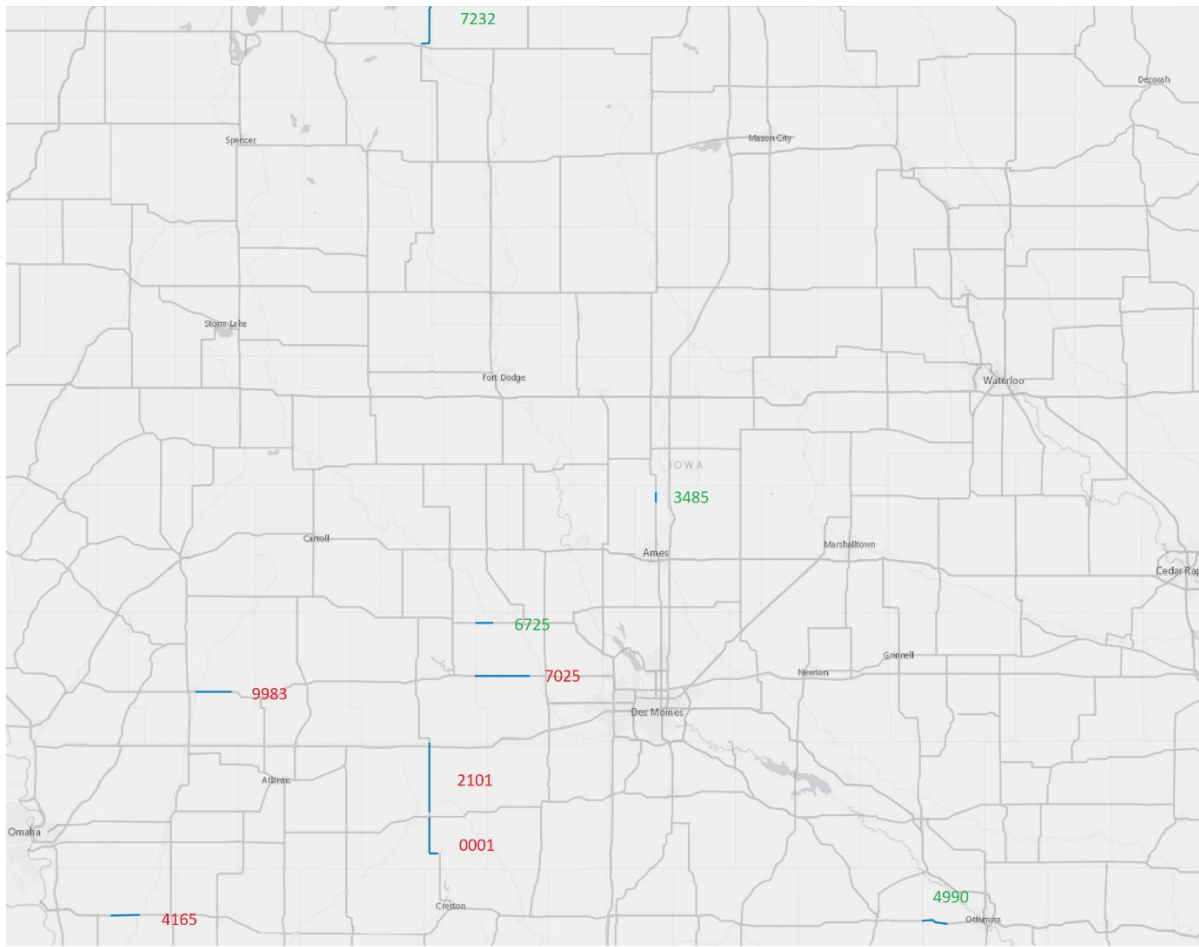 7232
Decorah
Spencer
Mason City
Storm Lake
Fort Dodge
Waterloo
IOWA
3485
Carroll
Ames
Marshalltown
Cedar Rap
6725
Grinnell
7025
Newton
9983
Des Moines
2101
Atlantic
Omaha
0001
4990
Creston
4165
Ottumwa